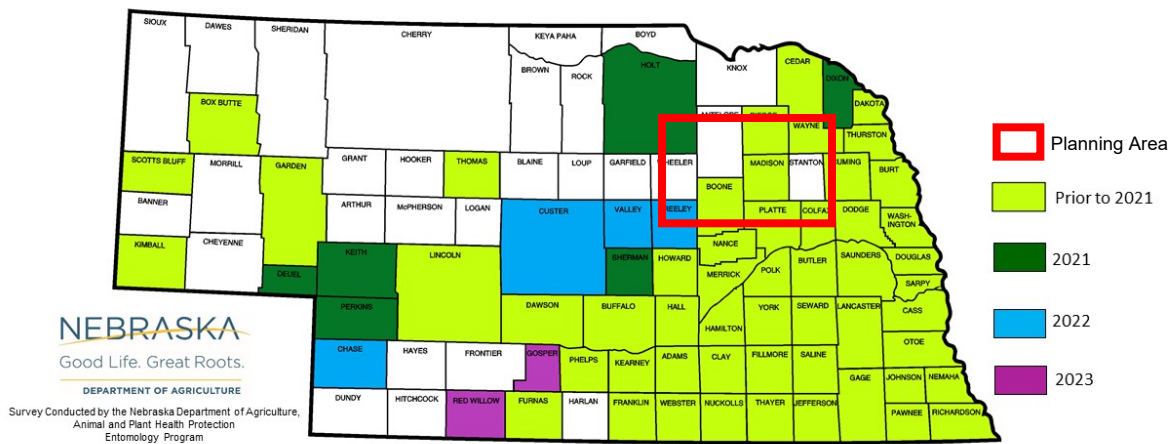 SIOUX
DAWES
SHERIDAN
CHERRY
KEYA PAHA
BOYD
BROWN
ROCK
HOLT
KNOX
CEDAR
DIXON
DAKOTA
BOX BUTTE
ANTELOPE
PIERCE
WAYNE
THURSTON
SCOTTS BLUFF
MORRILL
GARDEN
GRANT
HOOKER
THOMAS
BLAINE
LOUP
GARFIELD
WHEELER
MADISON
STANTON
CUMING
BURT
BANNER
ARTHUR
McPHERSON
LOGAN
CUSTER
VALLEY
GREELEY
BOONE
PLATTE
COLFAX
DODGE
WASH-
INGTON
KIMBALL
CHEYENNE
DEUEL
KEITH
LINCOLN
SHERMAN
HOWARD
NANCE
MERRICK
POLK
BUTLER
SAUNDERS
DOUGLAS
SARPY
PERKINS
DAWSON
BUFFALO
HALL
HAMILTON
YORK
SEWARD
LANCASTER
CASS
OTOE
CHASE
HAYES
FRONTIER
GOSPER
PHELPS
KEARNEY
ADAMS
CLAY
FILLMORE
SALINE
GAGE
JOHNSON
NEMAHA
DUNDY
HITCHCOCK
RED WILLOW
FURNAS
HARLAN
FRANKLIN
WEBSTER
NUCKOLLS
THAYER
JEFFERSON
PAWNEE
RICHARDSON
Planning Area
Prior to 2021
2021
2022
2023
NEBRASKA
Good Life. Great Roots.
DEPARTMENT OF AGRICULTURE
Survey Conducted by the Nebraska Department of Agriculture,
Animal and Plant Health Protection
Entomology Program